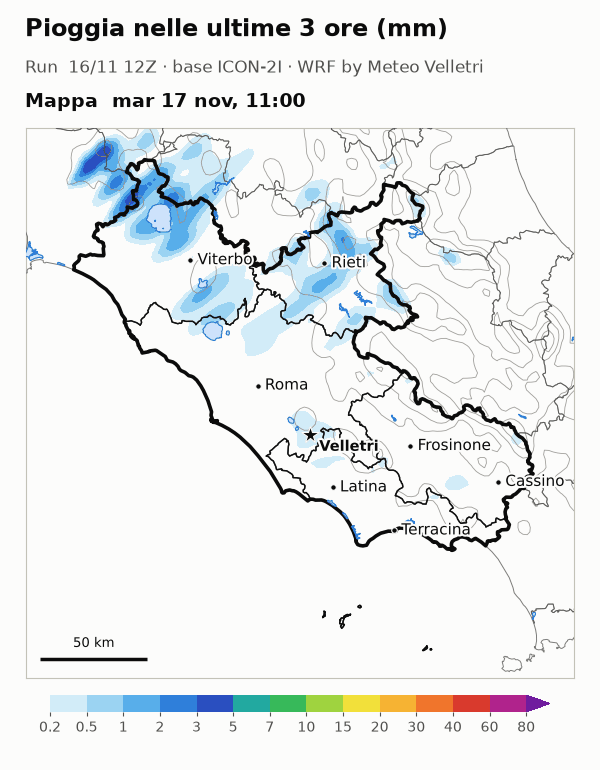 Pioggia nelle ultime 3 ore (mm)
Run  16/11 12Z · base ICON-2I · WRF by Meteo Velletri
Mappa  mar 17 nov, 11:00
Viterbo
Rieti
Roma
Velletri
Frosinone
Cassino
Latina
Terracina
50 km
0.2 0.5 1 2 3 5 7 10 15 20 30 40 60 80